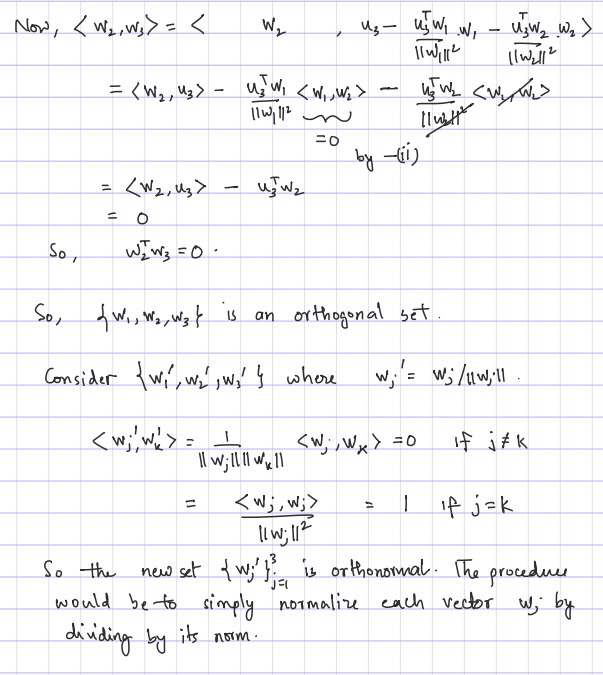 Now, < w₂, w₃ > = < w₂ , u₃ − (u₃ᵀw₁ / ||w₁||²) · w₁ − (u₃ᵀw₂ / ||w₂||²) · w₂ >
= < w₂, u₃ > − (u₃ᵀw₁ / ||w₁||²) < w₁, w₂ > − (u₃ᵀw₂ / ||w₂||²) < w₂, w₂ >
= 0
by −(ii)
= < w₂, u₃ > − u₃ᵀw₂
= 0
So, w₂ᵀw₃ = 0 .
So, { w₁, w₂, w₃ } is an orthogonal set .
Consider { w₁', w₂', w₃' } where wⱼ' = wⱼ / ||wⱼ|| .
< wⱼ', wₖ' > = (1 / ||wⱼ|| ||wₖ||) < wⱼ, wₖ > = 0 if j ≠ k
= < wⱼ, wⱼ > / ||wⱼ||² = 1 if j = k
So the new set { wⱼ' }³ⱼ₌₁ is orthonormal. The procedure
would be to simply normalize each vector wⱼ by
dividing by its norm.